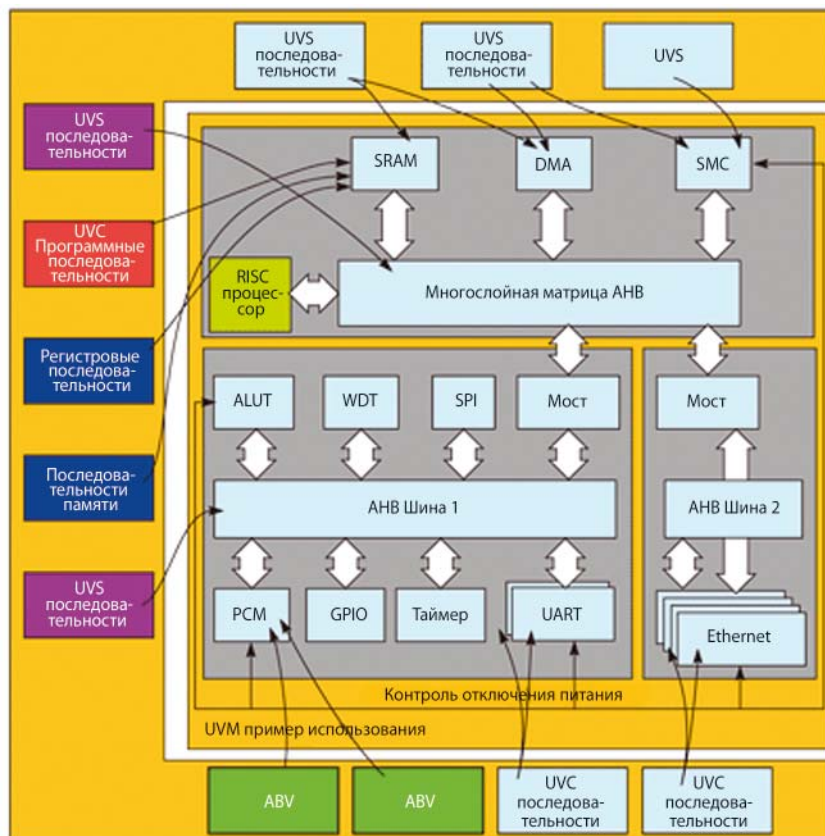 UVS
последова-
тельности
UVS
последова-
тельности
UVS
UVS
последова-
тельности
SRAM
DMA
SMC
UVC
Программные
последова-
тельности
RISC
процес-
сор
Многослойная матрица AHB
Регистровые
последова-
тельности
ALUT
WDT
SPI
Мост
Мост
Последова-
тельности
памяти
AHB Шина 1
AHB Шина 2
UVS
последова-
тельности
PCM
GPIO
Таймер
UART
Ethernet
Контроль отключения питания
UVM пример использования
ABV
ABV
UVC
последова-
тельности
UVC
последова-
тельности